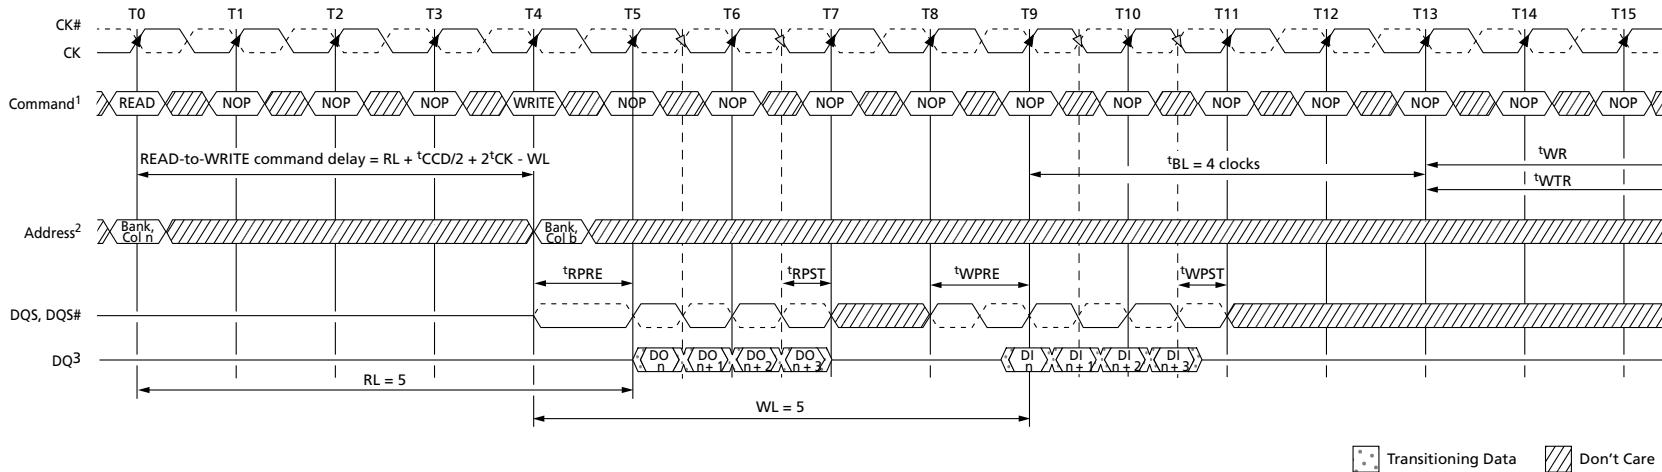 T0 T1 T2 T3 T4 T5 T6 T7 T8 T9 T10 T11 T12 T13 T14 T15
CK#
CK
Command1 READ NOP NOP NOP WRITE NOP NOP NOP NOP NOP NOP NOP NOP NOP NOP NOP
READ-to-WRITE command delay = RL + tCCD/2 + 2tCK - WL
tBL = 4 clocks
tWR
tWTR
Address2 Bank, Col n Bank, Col b
tRPRE tRPST tWPRE tWPST
DQS, DQS#
DQ3 DO n DO n + 1 DO n + 2 DO n + 3 DI n DI n + 1 DI n + 2 DI n + 3
RL = 5
WL = 5
Transitioning Data Don't Care